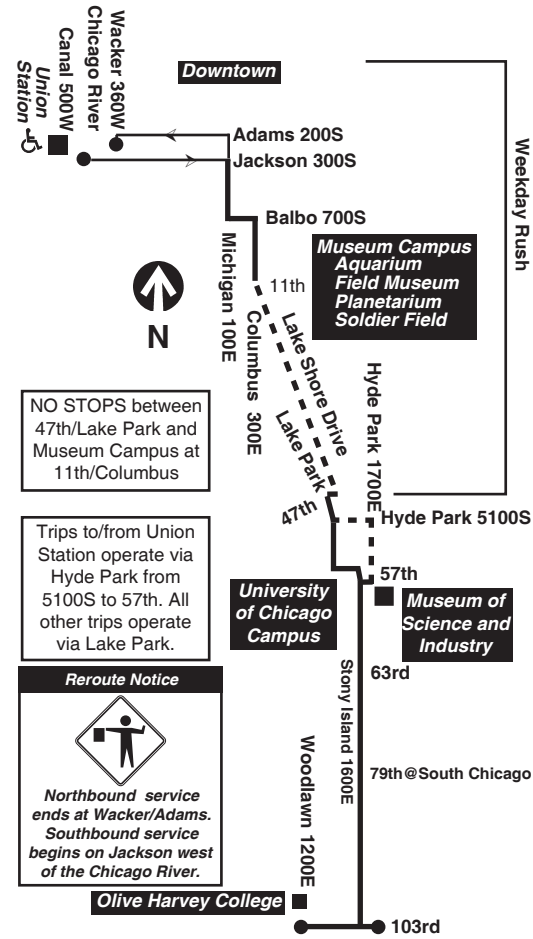 Wacker 360W
Chicago River
Canal 500W
Union
Station
Downtown
Adams 200S
Jackson 300S
Weekday Rush
Balbo 700S
Michigan 100E
Museum Campus
Aquarium
Field Museum
Planetarium
Soldier Field
11th
N
Columbus 300E
Lake Shore Drive
Lake Park
Hyde Park 1700E
NO STOPS between
47th/Lake Park and
Museum Campus at
11th/Columbus
47th
Hyde Park 5100S
Trips to/from Union
Station operate via
Hyde Park from
5100S to 57th. All
other trips operate
via Lake Park.
57th
University
of Chicago
Campus
Museum of
Science and
Industry
63rd
Stony Island 1600E
Reroute Notice
Northbound service
ends at Wacker/Adams.
Southbound service
begins on Jackson west
of the Chicago River.
Woodlawn 1200E
79th@South Chicago
Olive Harvey College
103rd